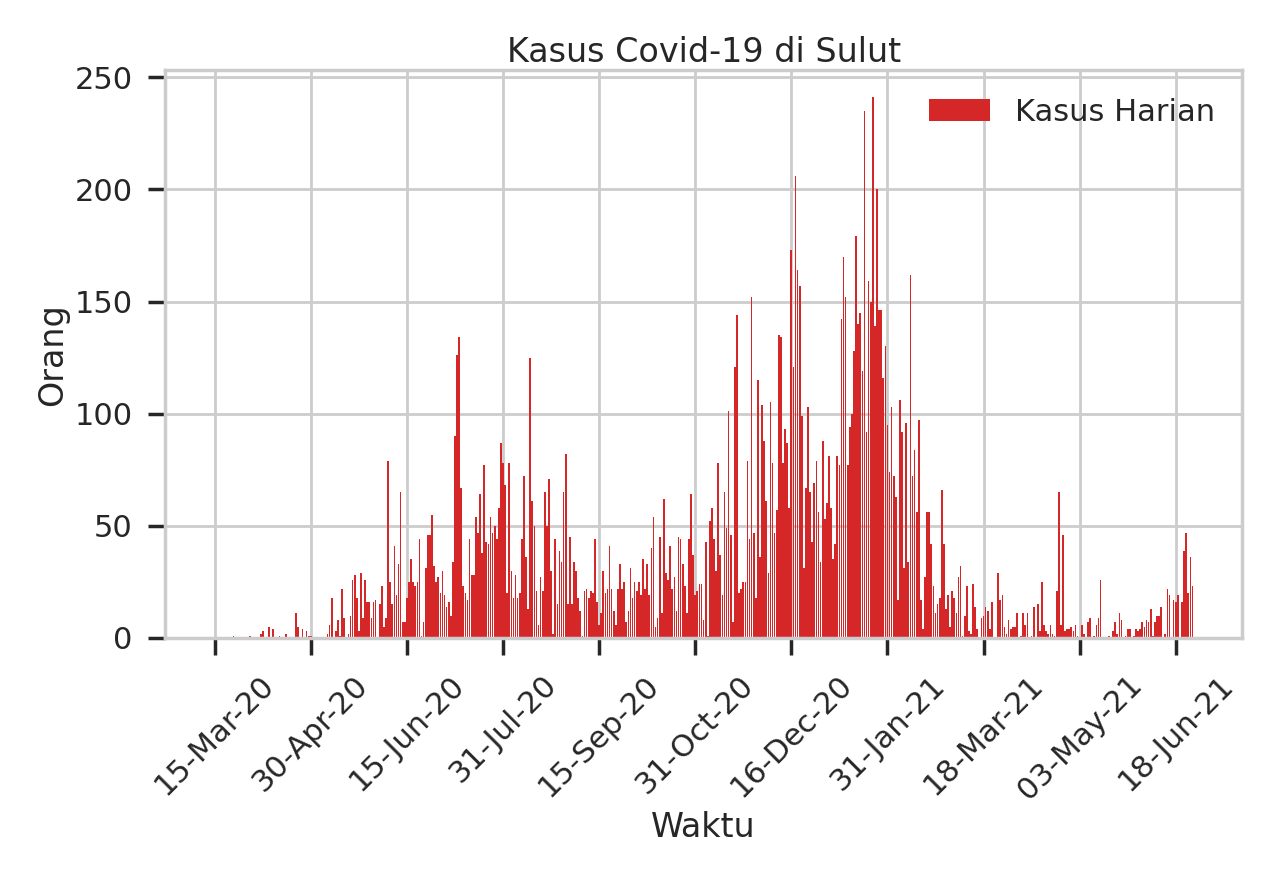 Kasus Covid-19 di Sulut
Kasus Harian
Orang
250
200
150
100
50
0
15-Mar-20
30-Apr-20
15-Jun-20
31-Jul-20
15-Sep-20
31-Oct-20
16-Dec-20
31-Jan-21
18-Mar-21
03-May-21
18-Jun-21
Waktu